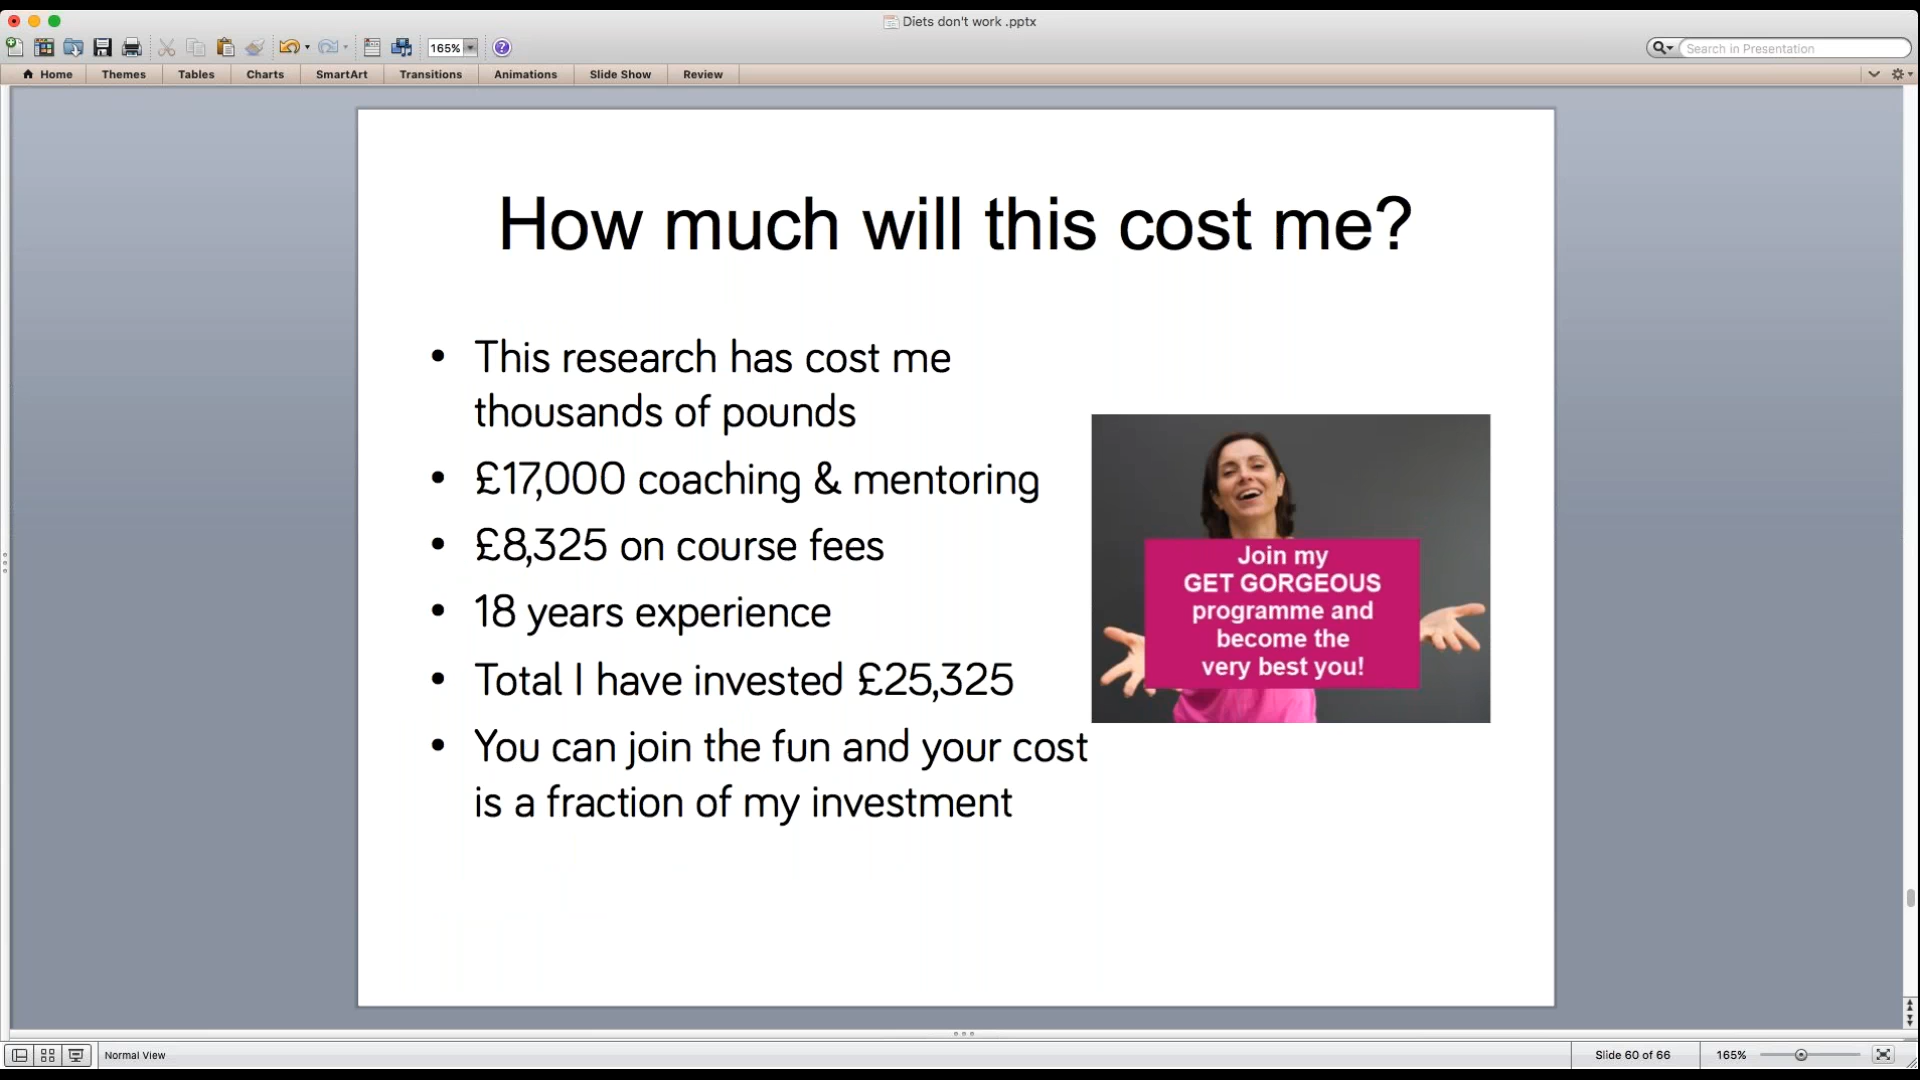 Diets don't work .pptx
165%
Search in Presentation
Home Themes Tables Charts SmartArt Transitions Animations Slide Show Review
How much will this cost me?
• This research has cost me
thousands of pounds
• £17,000 coaching & mentoring
• £8,325 on course fees
• 18 years experience
• Total I have invested £25,325
• You can join the fun and your cost
is a fraction of my investment
Join my
GET GORGEOUS
programme and
become the
very best you!
Normal View
Slide 60 of 66
165%